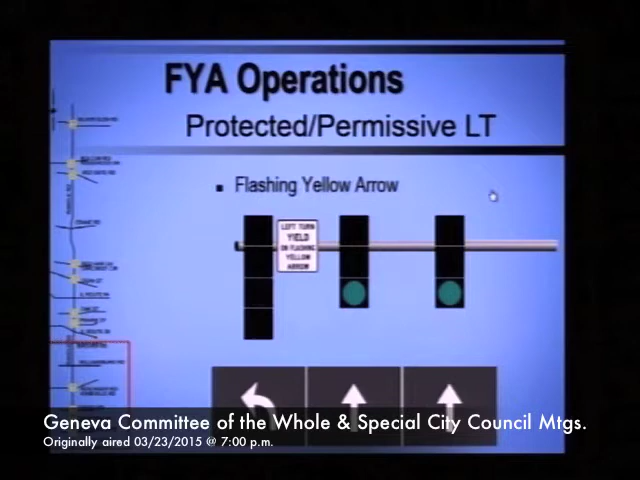 FYA Operations
Protected/Permissive LT
Flashing Yellow Arrow
LEFT TURN
YIELD
ON FLASHING
YELLOW
ARROW
Geneva Committee of the Whole & Special City Council Mtgs.
Originally aired 03/23/2015 @ 7:00 p.m.